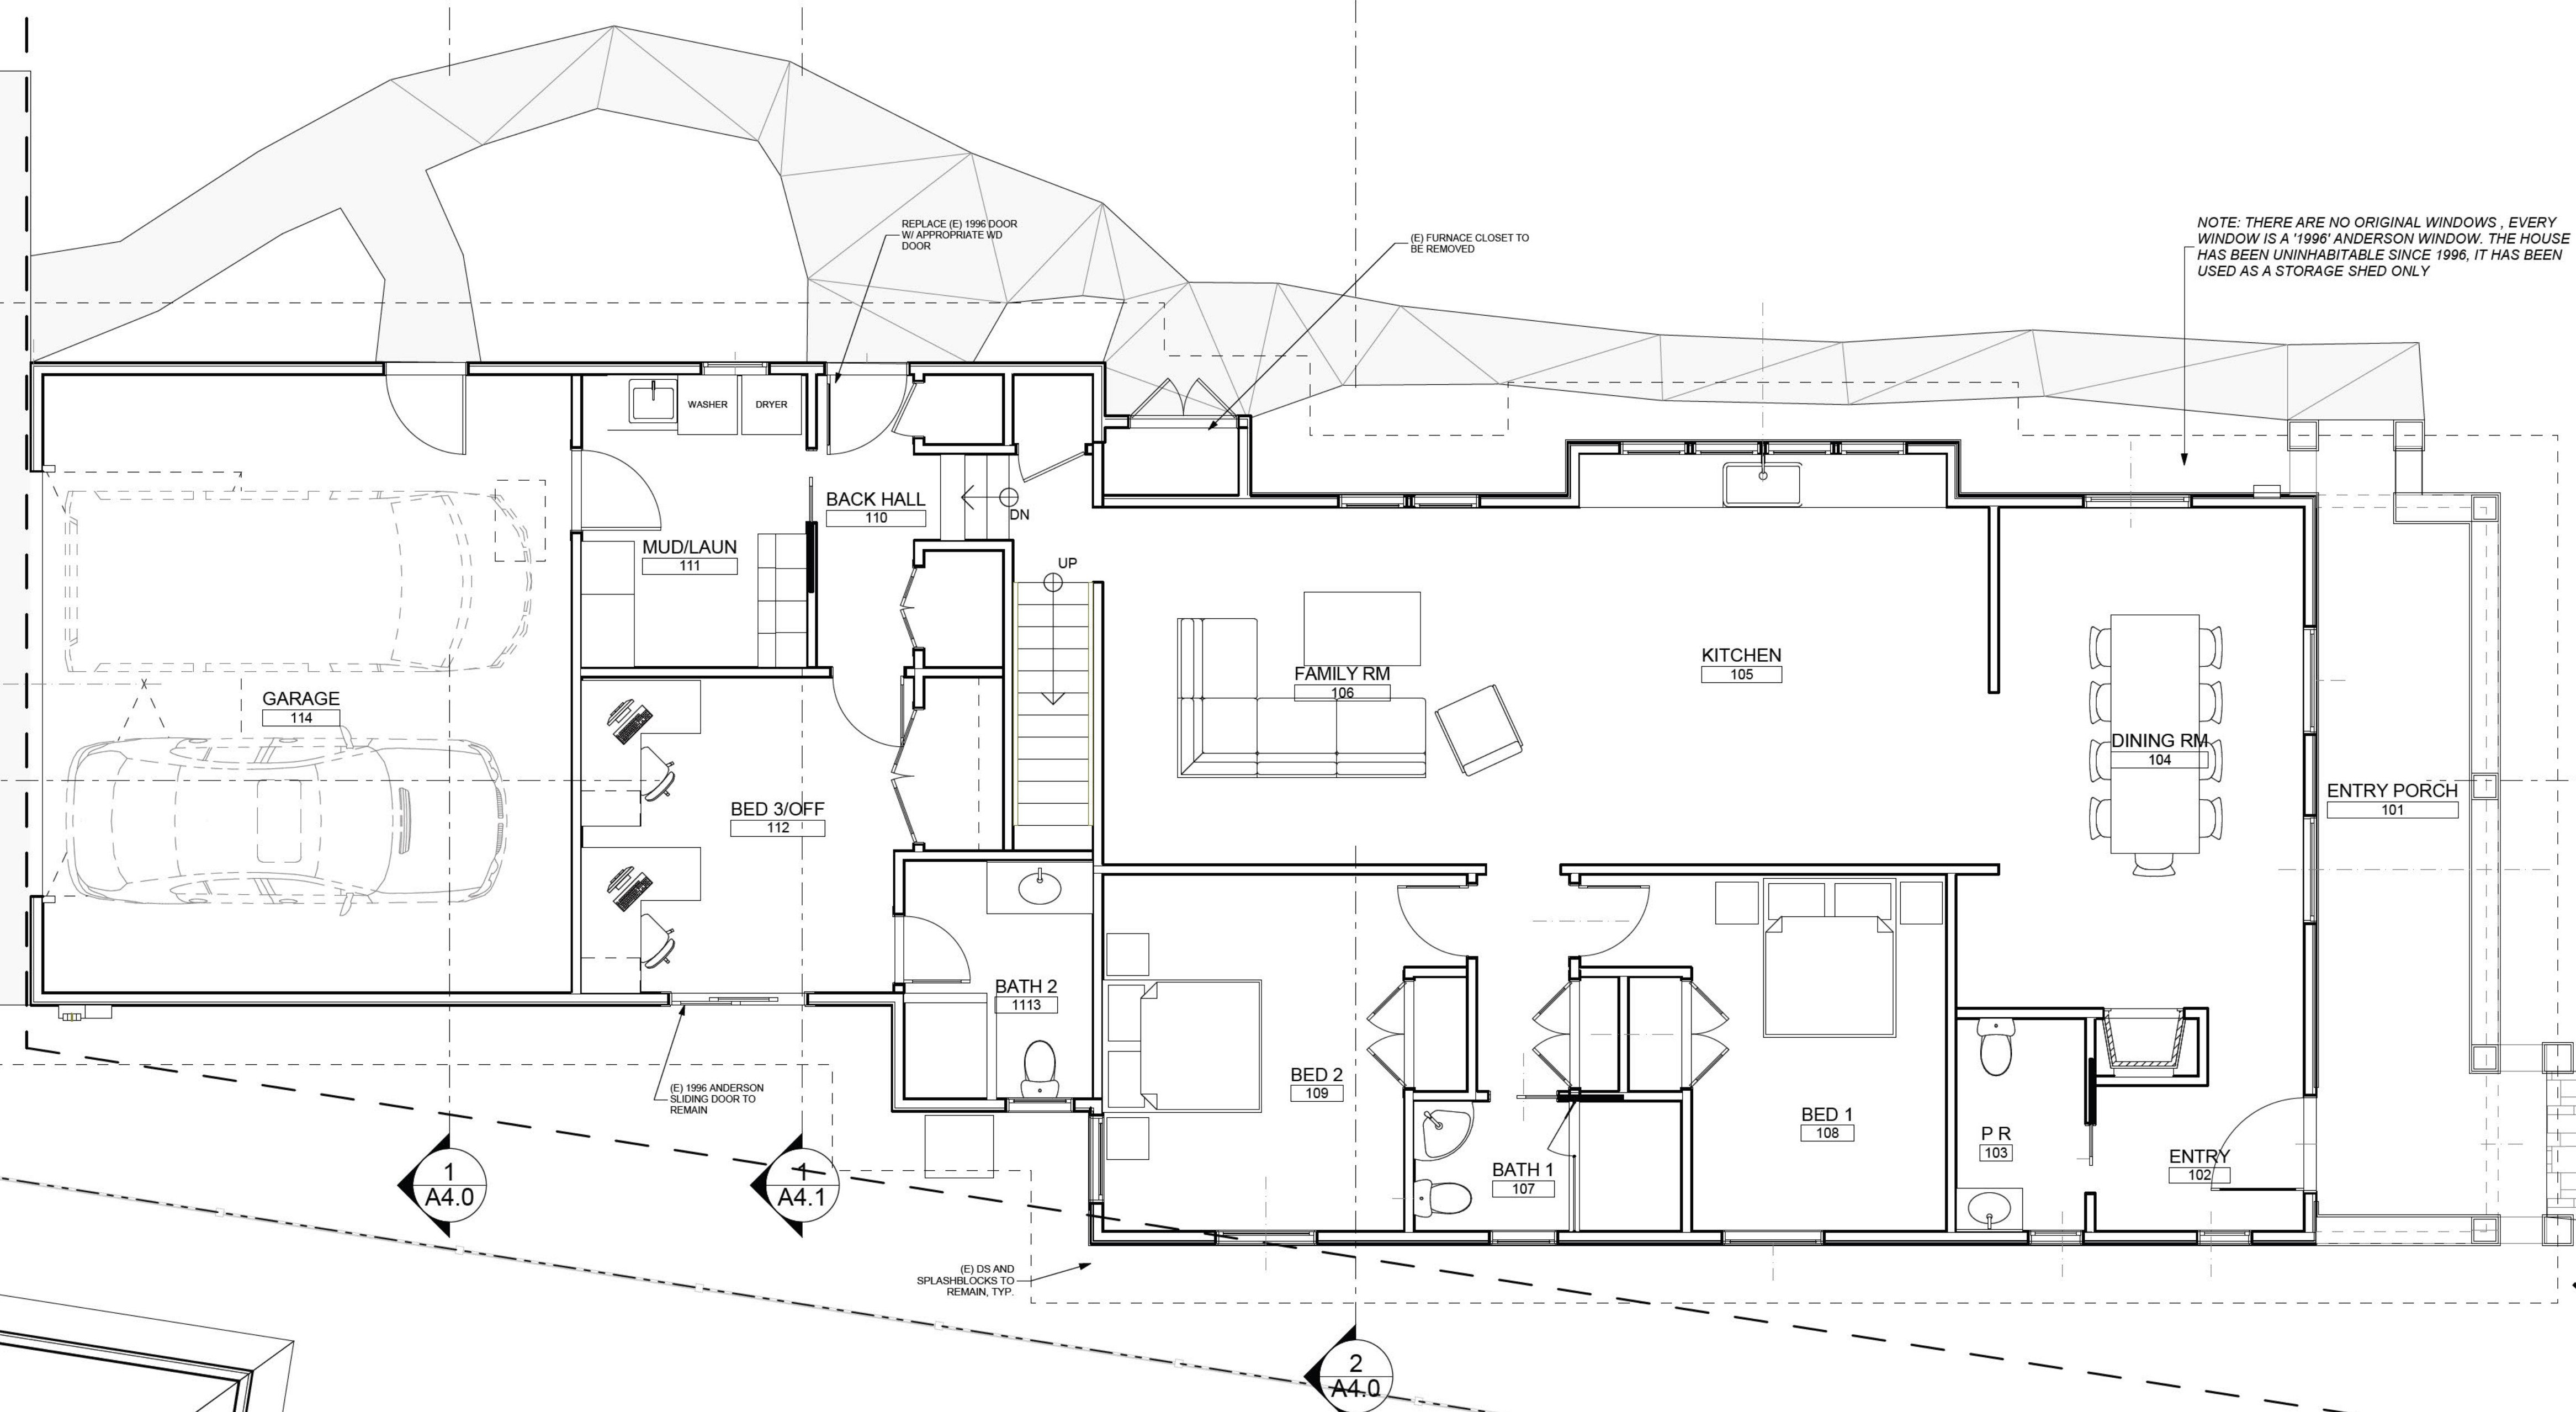 REPLACE (E) 1996 DOOR
W/ APPROPRIATE WD
DOOR
(E) FURNACE CLOSET TO
BE REMOVED
NOTE: THERE ARE NO ORIGINAL WINDOWS , EVERY
WINDOW IS A '1996' ANDERSON WINDOW. THE HOUSE
HAS BEEN UNINHABITABLE SINCE 1996, IT HAS BEEN
USED AS A STORAGE SHED ONLY
WASHER
DRYER
BACK HALL
110
DN
MUD/LAUN
111
UP
GARAGE
114
FAMILY RM
106
KITCHEN
105
DINING RM
104
ENTRY PORCH
101
BED 3/OFF
112
BATH 2
1113
BED 2
109
BED 1
108
P R
103
ENTRY
102
BATH 1
107
(E) 1996 ANDERSON
SLIDING DOOR TO
REMAIN
1
A4.0
1
A4.1
(E) DS AND
SPLASHBLOCKS TO
REMAIN, TYP.
2
A4.0